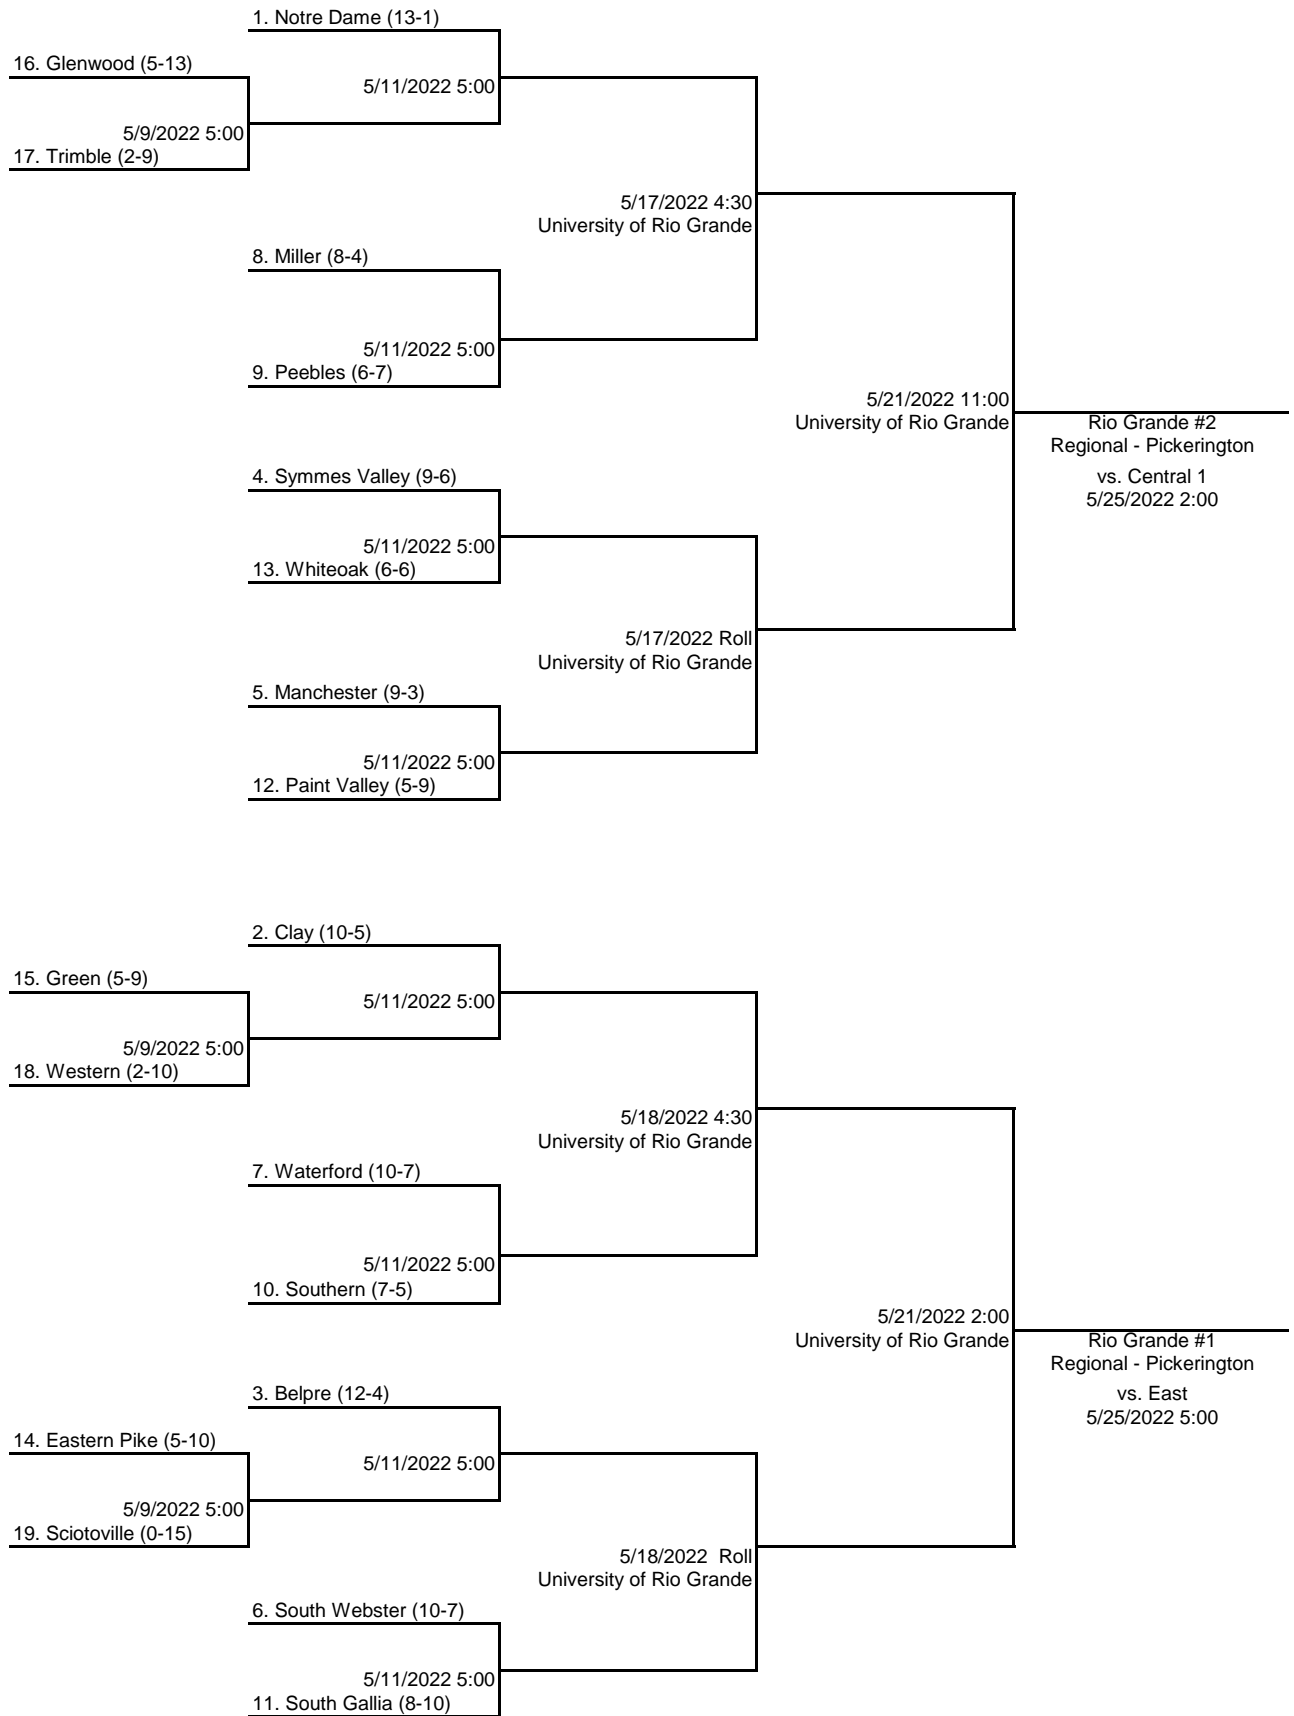 1. Notre Dame (13-1)
16. Glenwood (5-13)
5/11/2022 5:00
5/9/2022 5:00
17. Trimble (2-9)
5/17/2022 4:30
University of Rio Grande
8. Miller (8-4)
5/11/2022 5:00
9. Peebles (6-7)
5/21/2022 11:00
University of Rio Grande
Rio Grande #2
Regional - Pickerington
vs. Central 1
5/25/2022 2:00
4. Symmes Valley (9-6)
5/11/2022 5:00
13. Whiteoak (6-6)
5/17/2022 Roll
University of Rio Grande
5. Manchester (9-3)
5/11/2022 5:00
12. Paint Valley (5-9)
2. Clay (10-5)
15. Green (5-9)
5/11/2022 5:00
5/9/2022 5:00
18. Western (2-10)
5/18/2022 4:30
University of Rio Grande
7. Waterford (10-7)
5/11/2022 5:00
10. Southern (7-5)
5/21/2022 2:00
University of Rio Grande
Rio Grande #1
Regional - Pickerington
vs. East
5/25/2022 5:00
3. Belpre (12-4)
14. Eastern Pike (5-10)
5/11/2022 5:00
5/9/2022 5:00
19. Sciotoville (0-15)
5/18/2022  Roll
University of Rio Grande
6. South Webster (10-7)
5/11/2022 5:00
11. South Gallia (8-10)